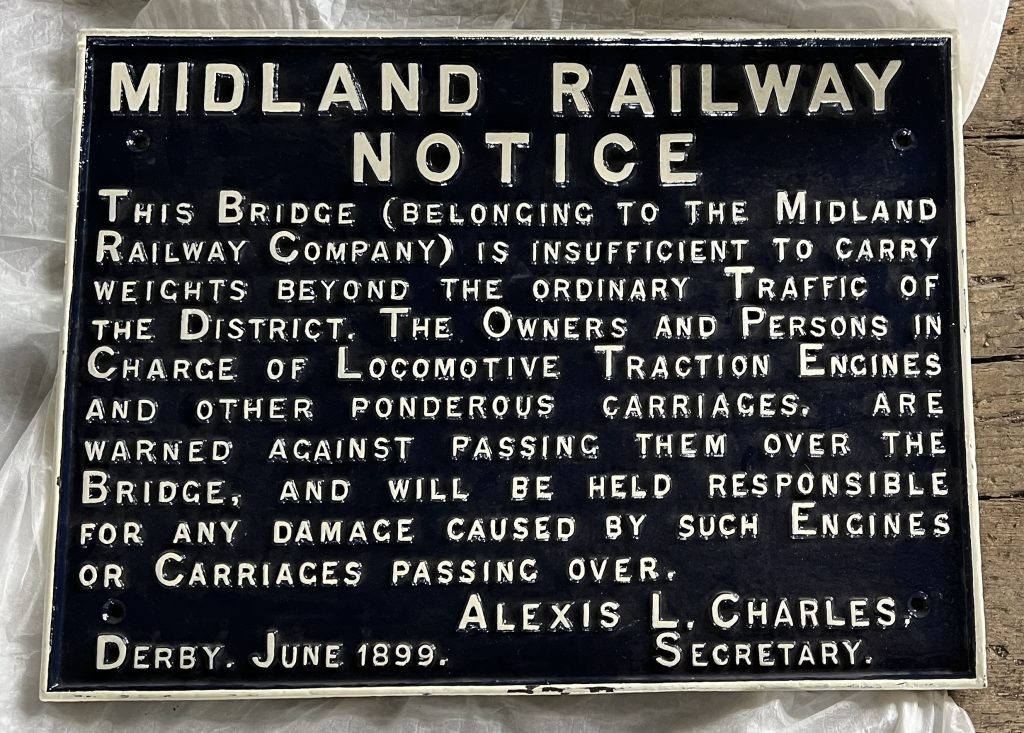 MIDLAND RAILWAY
NOTICE
THIS BRIDGE (BELONGING TO THE MIDLAND
RAILWAY COMPANY) IS INSUFFICIENT TO CARRY
WEIGHTS BEYOND THE ORDINARY TRAFFIC OF
THE DISTRICT. THE OWNERS AND PERSONS IN
CHARGE OF LOCOMOTIVE TRACTION ENGINES
AND OTHER PONDEROUS CARRIAGES. ARE
WARNED AGAINST PASSING THEM OVER THE
BRIDGE, AND WILL BE HELD RESPONSIBLE
FOR ANY DAMAGE CAUSED BY SUCH ENGINES
OR CARRIAGES PASSING OVER.
ALEXIS L. CHARLES,
DERBY. JUNE 1899. SECRETARY.